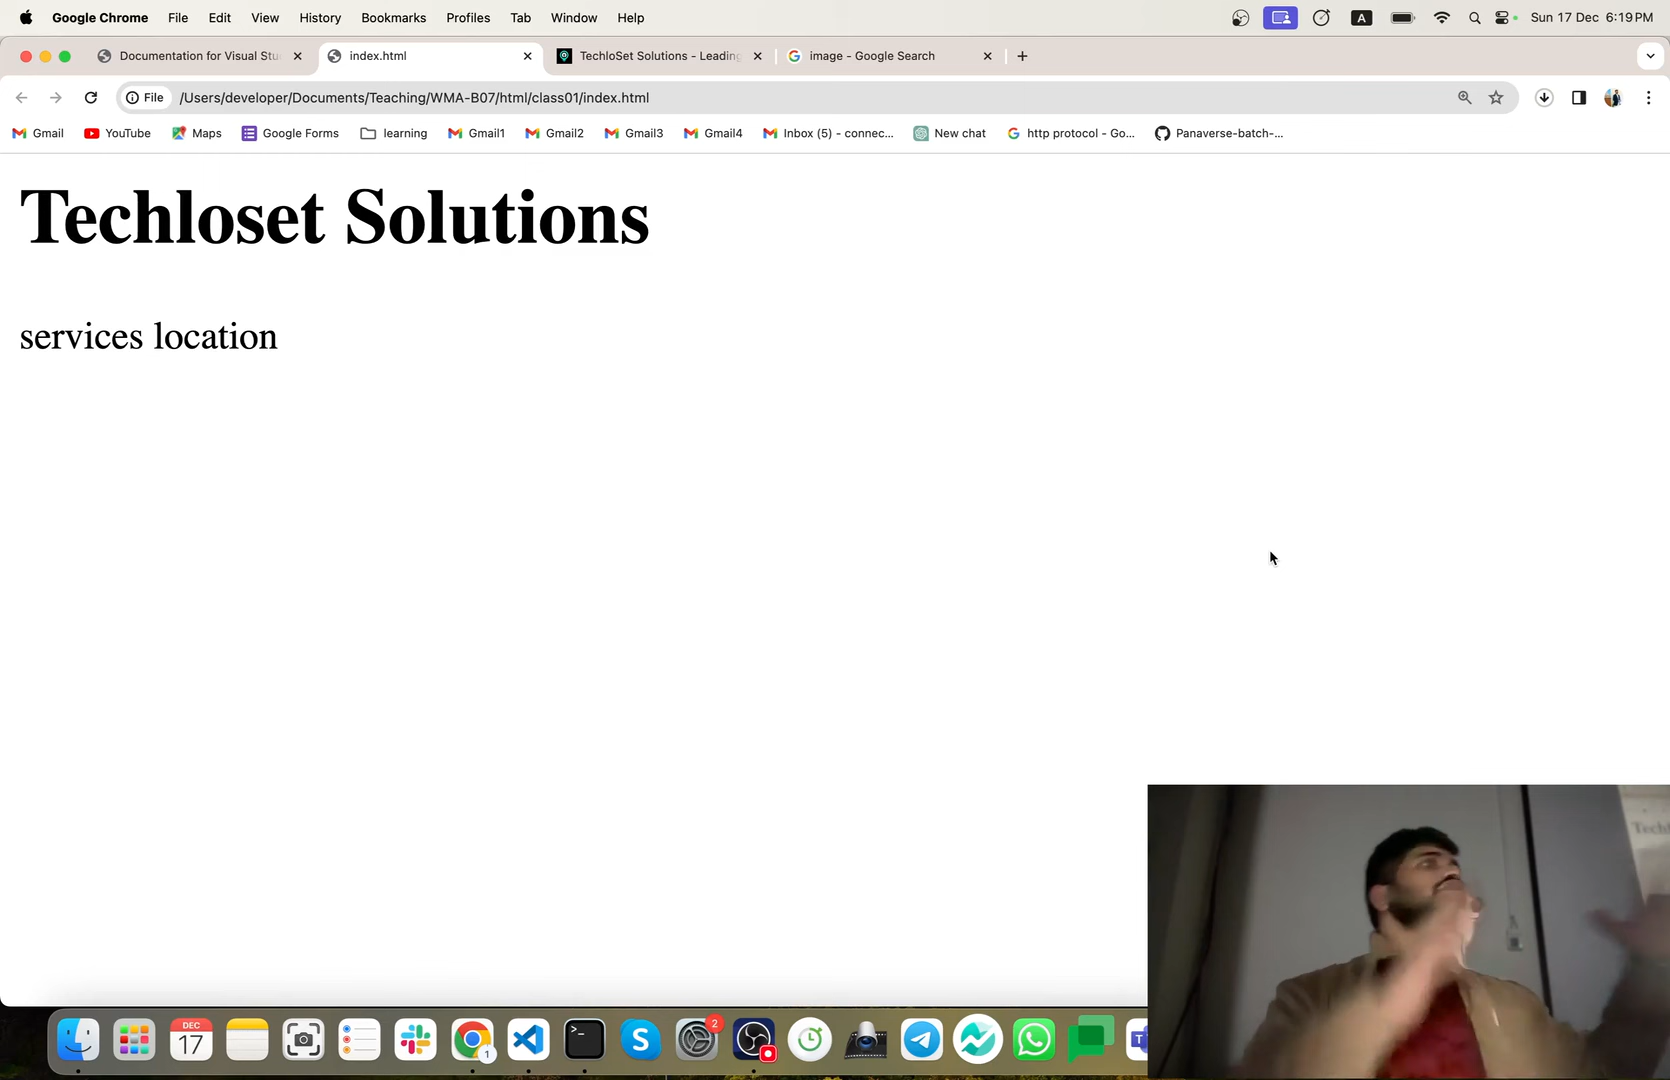 Google Chrome File Edit View History Bookmarks Profiles Tab Window Help A Sun 17 Dec 6:19 PM
Documentation for Visual Stu index.html TechloSet Solutions - Leading image - Google Search
File /Users/developer/Documents/Teaching/WMA-B07/html/class01/index.html
Gmail YouTube Maps Google Forms learning Gmail1 Gmail2 Gmail3 Gmail4 Inbox (5) - connec... New chat http protocol - Go... Panaverse-batch-...
Techloset Solutions
services location
Techl
DEC
17
1
>_
S
2
T